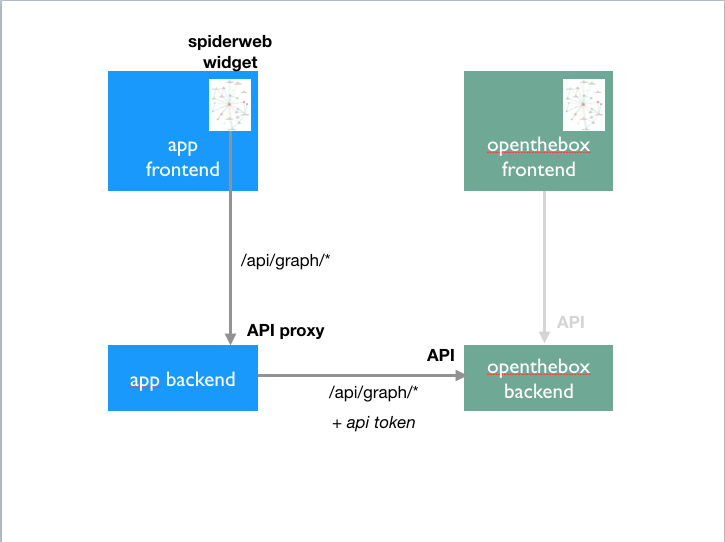 spiderweb
widget
app
frontend
openthebox
frontend
/api/graph/*
API proxy
API
API
app backend
openthebox
backend
/api/graph/*
+ api token